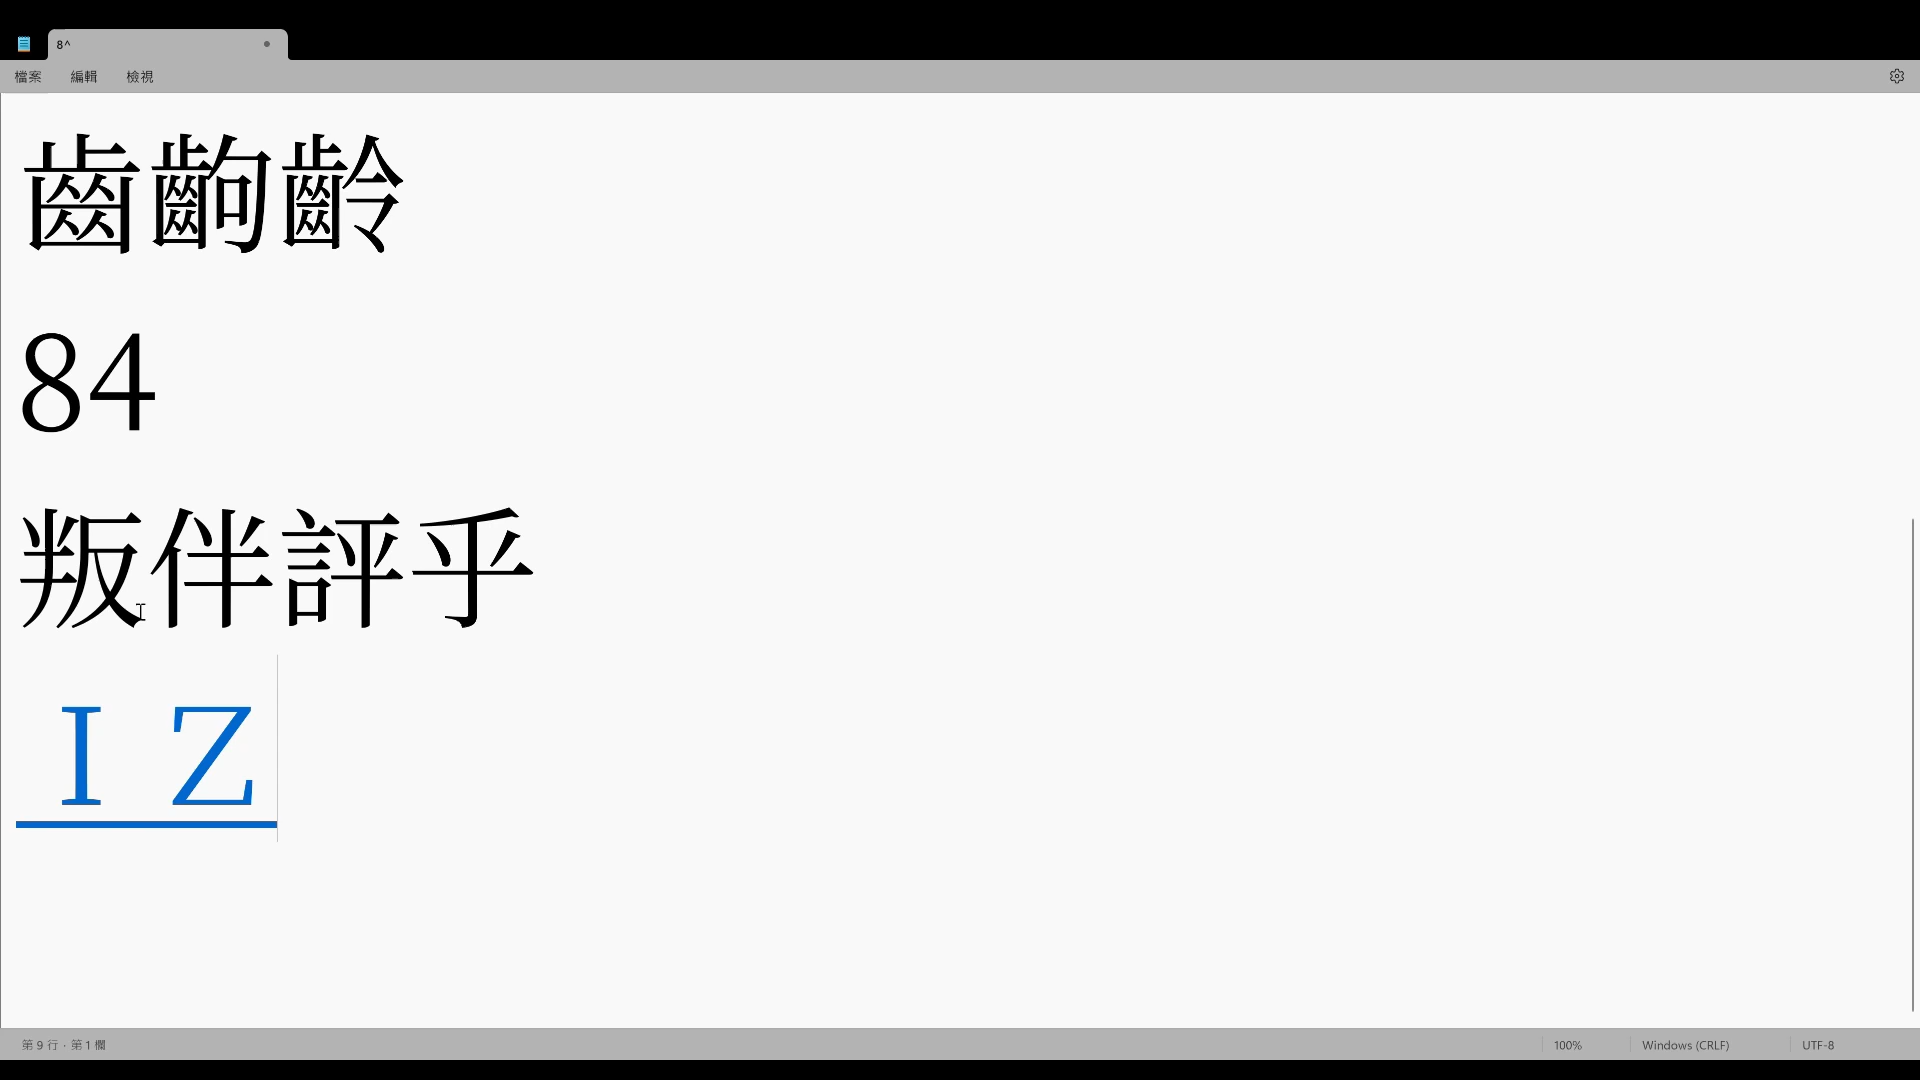 8^
檔案 編輯 檢視
齒齣齡
84
叛伴評乎
ＩＺ
第 9 行 · 第 1 欄 100% Windows (CRLF) UTF-8